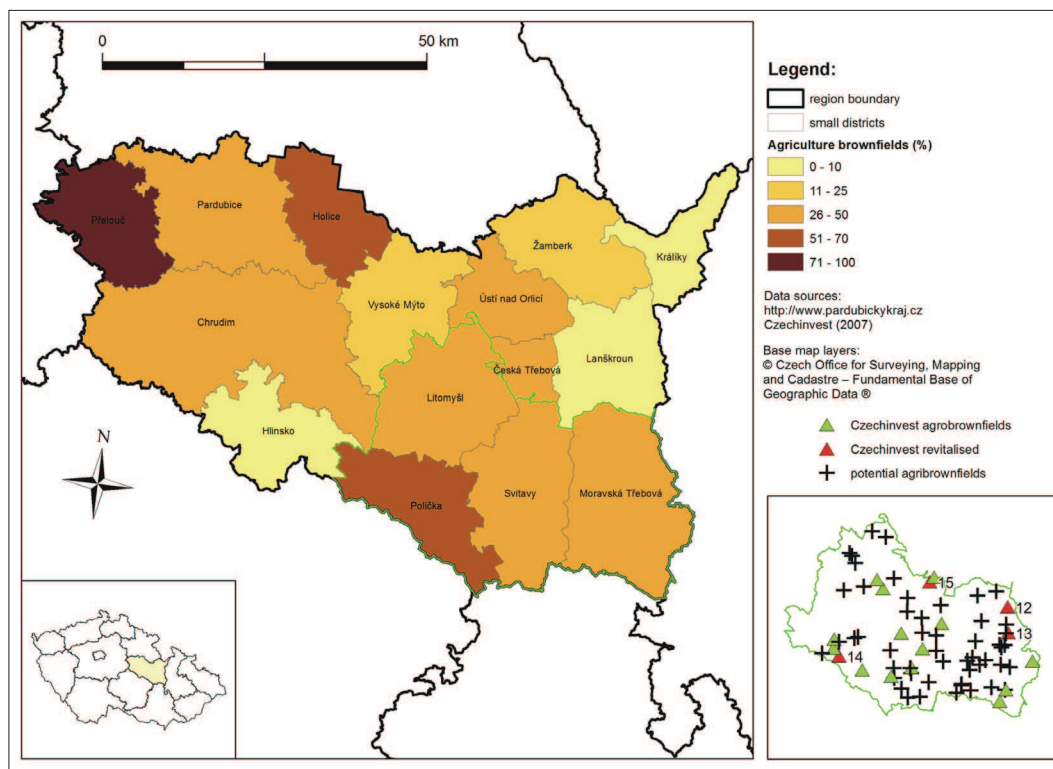 0
50 km
Přelouč
Pardubice
Holice
Žamberk
Králíky
Chrudim
Vysoké Mýto
Ústí nad Orlicí
Lanškroun
Česká Třebová
Litomyšl
Hlinsko
Polička
Svitavy
Moravská Třebová
N
Legend:
region boundary
small districts
Agriculture brownfields (%)
0 - 10
11 - 25
26 - 50
51 - 70
71 - 100
Data sources:
http://www.pardubickykraj.cz
Czechinvest (2007)
Base map layers:
© Czech Office for Surveying, Mapping
and Cadastre – Fundamental Base of
Geographic Data ®
Czechinvest agrobrownfields
Czechinvest revitalised
potential agribrownfields
15
12
13
14